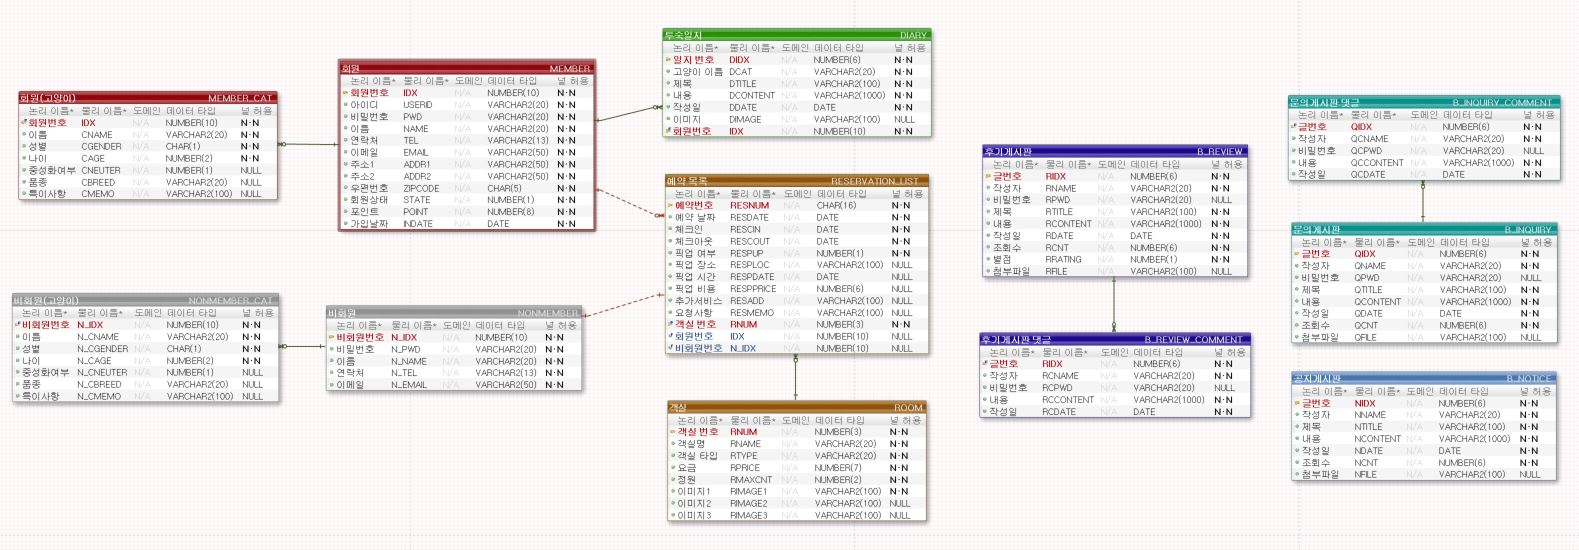 회원(고양이) MEMBER_CAT
논리 이름* 물리 이름* 도메인 데이터 타입 널 허용
회원번호 IDX N/A NUMBER(10) N·N
이름 CNAME N/A VARCHAR2(20) N·N
성별 CGENDER N/A CHAR(1) N·N
나이 CAGE N/A NUMBER(2) N·N
중성화여부 CNEUTER N/A NUMBER(1) NULL
품종 CBREED N/A VARCHAR2(20) NULL
특이사항 CMEMO N/A VARCHAR2(100) NULL
회원 MEMBER
논리 이름* 물리 이름* 도메인 데이터 타입 널 허용
회원번호 IDX N/A NUMBER(10) N·N
아이디 USERID N/A VARCHAR2(20) N·N
비밀번호 PWD N/A VARCHAR2(20) N·N
이름 NAME N/A VARCHAR2(20) N·N
연락처 TEL N/A VARCHAR2(13) N·N
이메일 EMAIL N/A VARCHAR2(50) N·N
주소1 ADDR1 N/A VARCHAR2(50) N·N
주소2 ADDR2 N/A VARCHAR2(50) N·N
우편번호 ZIPCODE N/A CHAR(5) N·N
회원상태 STATE N/A NUMBER(1) N·N
포인트 POINT N/A NUMBER(8) N·N
가입날짜 INDATE N/A DATE N·N
투숙일지 DIARY
논리 이름* 물리 이름* 도메인 데이터 타입 널 허용
일지 번호 DIDX N/A NUMBER(6) N·N
고양이 이름 DCAT N/A VARCHAR2(20) N·N
제목 DTITLE N/A VARCHAR2(100) N·N
내용 DCONTENT N/A VARCHAR2(1000) N·N
작성일 DDATE N/A DATE N·N
이미지 DIMAGE N/A VARCHAR2(100) NULL
회원번호 IDX N/A NUMBER(10) N·N
비회원(고양이) NONMEMBER_CAT
논리 이름* 물리 이름* 도메인 데이터 타입 널 허용
비회원번호 N_IDX N/A NUMBER(10) N·N
이름 N_CNAME N/A VARCHAR2(20) N·N
성별 N_CGENDER N/A CHAR(1) N·N
나이 N_CAGE N/A NUMBER(2) N·N
중성화여부 N_CNEUTER N/A NUMBER(1) NULL
품종 N_CBREED N/A VARCHAR2(20) NULL
특이사항 N_CMEMO N/A VARCHAR2(100) NULL
비회원 NONMEMBER
논리 이름* 물리 이름* 도메인 데이터 타입 널 허용
비회원번호 N_IDX N/A NUMBER(10) N·N
비밀번호 N_PWD N/A VARCHAR2(20) N·N
이름 N_NAME N/A VARCHAR2(20) N·N
연락처 N_TEL N/A VARCHAR2(13) N·N
이메일 N_EMAIL N/A VARCHAR2(50) N·N
예약 목록 RESERVATION_LIST
논리 이름* 물리 이름* 도메인 데이터 타입 널 허용
예약번호 RESNUM N/A CHAR(16) N·N
예약 날짜 RESDATE N/A DATE N·N
체크인 RESCIN N/A DATE N·N
체크아웃 RESCOUT N/A DATE N·N
픽업 여부 RESPUP N/A NUMBER(1) N·N
픽업 장소 RESPLOC N/A VARCHAR2(100) NULL
픽업 시간 RESPDATE N/A DATE NULL
픽업 비용 RESPPRICE N/A NUMBER(6) NULL
추가서비스 RESADD N/A VARCHAR2(100) NULL
요청사항 RESMEMO N/A VARCHAR2(100) NULL
객실 번호 RNUM N/A NUMBER(3) N·N
회원번호 IDX N/A NUMBER(10) N·N
비회원번호 N_IDX N/A NUMBER(10) N·N
객실 ROOM
논리 이름* 물리 이름* 도메인 데이터 타입 널 허용
객실 번호 RNUM N/A NUMBER(3) N·N
객실명 RNAME N/A VARCHAR2(20) N·N
객실 타입 RTYPE N/A VARCHAR2(20) N·N
요금 RPRICE N/A NUMBER(7) N·N
정원 RMAXCNT N/A NUMBER(2) N·N
이미지1 RIMAGE1 N/A VARCHAR2(100) N·N
이미지2 RIMAGE2 N/A VARCHAR2(100) NULL
이미지3 RIMAGE3 N/A VARCHAR2(100) NULL
후기게시판 B_REVIEW
논리 이름* 물리 이름* 도메인 데이터 타입 널 허용
글번호 RIDX N/A NUMBER(6) N·N
작성자 RNAME N/A VARCHAR2(20) N·N
비밀번호 RPWD N/A VARCHAR2(20) NULL
제목 RTITLE N/A VARCHAR2(100) N·N
내용 RCONTENT N/A VARCHAR2(1000) N·N
작성일 RDATE N/A DATE N·N
조회수 RCNT N/A NUMBER(6) N·N
별점 RRATING N/A NUMBER(1) N·N
첨부파일 RFILE N/A VARCHAR2(100) NULL
후기게시판 댓글 B_REVIEW_COMMENT
논리 이름* 물리 이름* 도메인 데이터 타입 널 허용
글번호 RIDX N/A NUMBER(6) N·N
작성자 RCNAME N/A VARCHAR2(20) N·N
비밀번호 RCPWD N/A VARCHAR2(20) NULL
내용 RCCONTENT N/A VARCHAR2(1000) N·N
작성일 RCDATE N/A DATE N·N
문의게시판 댓글 B_INQUIRY_COMMENT
논리 이름* 물리 이름* 도메인 데이터 타입 널 허용
글번호 QIDX N/A NUMBER(6) N·N
작성자 QCNAME N/A VARCHAR2(20) N·N
비밀번호 QCPWD N/A VARCHAR2(20) NULL
내용 QCCONTENT N/A VARCHAR2(1000) N·N
작성일 QCDATE N/A DATE N·N
문의게시판 B_INQUIRY
논리 이름* 물리 이름* 도메인 데이터 타입 널 허용
글번호 QIDX N/A NUMBER(6) N·N
작성자 QNAME N/A VARCHAR2(20) N·N
비밀번호 QPWD N/A VARCHAR2(20) NULL
제목 QTITLE N/A VARCHAR2(100) N·N
내용 QCONTENT N/A VARCHAR2(1000) N·N
작성일 QDATE N/A DATE N·N
조회수 QCNT N/A NUMBER(6) N·N
첨부파일 QFILE N/A VARCHAR2(100) NULL
공지게시판 B_NOTICE
논리 이름* 물리 이름* 도메인 데이터 타입 널 허용
글번호 NIDX N/A NUMBER(6) N·N
작성자 NNAME N/A VARCHAR2(20) N·N
제목 NTITLE N/A VARCHAR2(100) N·N
내용 NCONTENT N/A VARCHAR2(1000) N·N
작성일 NDATE N/A DATE N·N
조회수 NCNT N/A NUMBER(6) N·N
첨부파일 NFILE N/A VARCHAR2(100) NULL